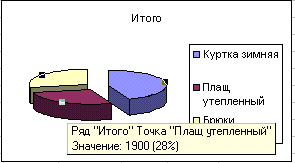 Итого
Куртка зимняя
Плащ
утепленный
Брюки
Ряд "Итого" Точка "Плащ утепленный"
Значение: 1900 (28%)